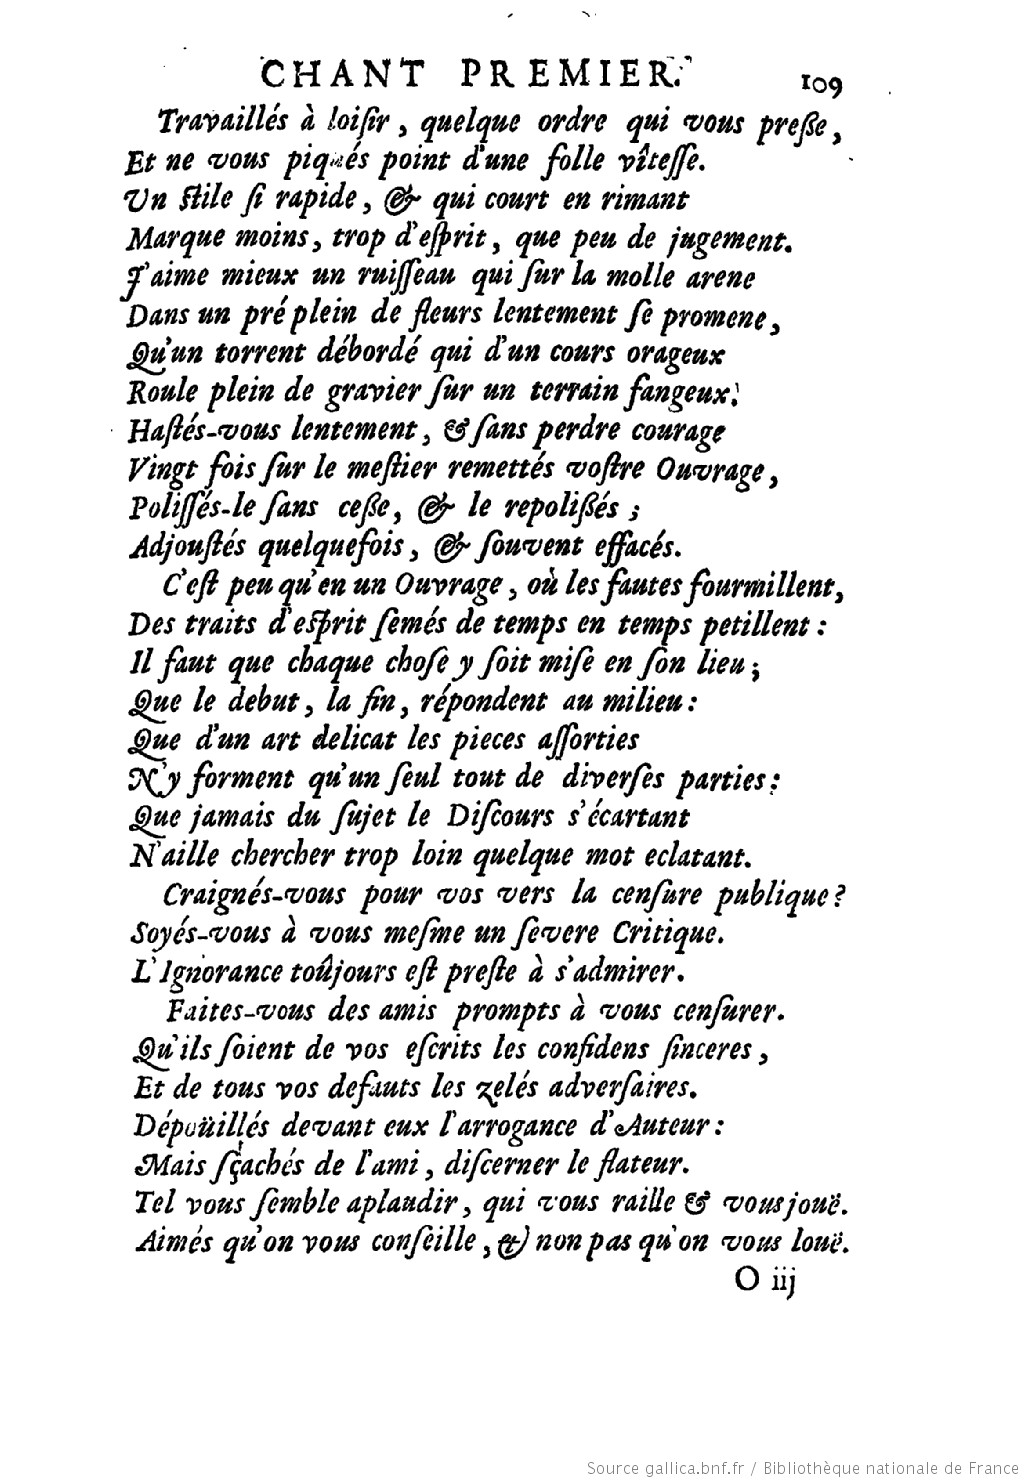 CHANT PREMIER. 109
Travaillés à loiſir, quelque ordre qui vous preße,
Et ne vous piqués point d'une folle vîteſſe.
Un ſtile ſi rapide, & qui court en rimant
Marque moins, trop d'eſprit, que peu de jugement.
J'aime mieux un ruiſſeau qui ſur la molle arene
Dans un pré plein de fleurs lentement ſe promene,
Qu'un torrent débordé qui d'un cours orageux
Roule plein de gravier ſur un terrain fangeux.
Haſtés-vous lentement, & ſans perdre courage
Vingt fois ſur le meſtier remettés voſtre Ouvrage,
Poliſſés-le ſans ceße, & le repolißés;
Adjouſtés quelquefois, & ſouvent effacés.
C'eſt peu qu'en un Ouvrage, où les fautes fourmillent,
Des traits d'eſprit ſemés de temps en temps petillent:
Il faut que chaque choſe y ſoit miſe en ſon lieu;
Que le debut, la fin, répondent au milieu:
Que d'un art delicat les pieces aſſorties
N'y forment qu'un ſeul tout de diverſes parties:
Que jamais du ſujet le Diſcours s'écartant
N'aille chercher trop loin quelque mot eclatant.
Craignés-vous pour vos vers la cenſure publique?
Soyés-vous à vous meſme un ſevere Critique.
L'Ignorance toûjours eſt preſte à s'admirer.
Faites-vous des amis prompts à vous cenſurer.
Qu'ils ſoient de vos eſcrits les confidens ſinceres,
Et de tous vos defauts les zelés adverſaires.
Dépoüillés devant eux l'arrogance d'Auteur:
Mais ſçachés de l'ami, diſcerner le flateur.
Tel vous ſemble aplaudir, qui vous raille & vous jouë.
Aimés qu'on vous conſeille, & non pas qu'on vous louë.
O iij
Source gallica.bnf.fr / Bibliothèque nationale de France